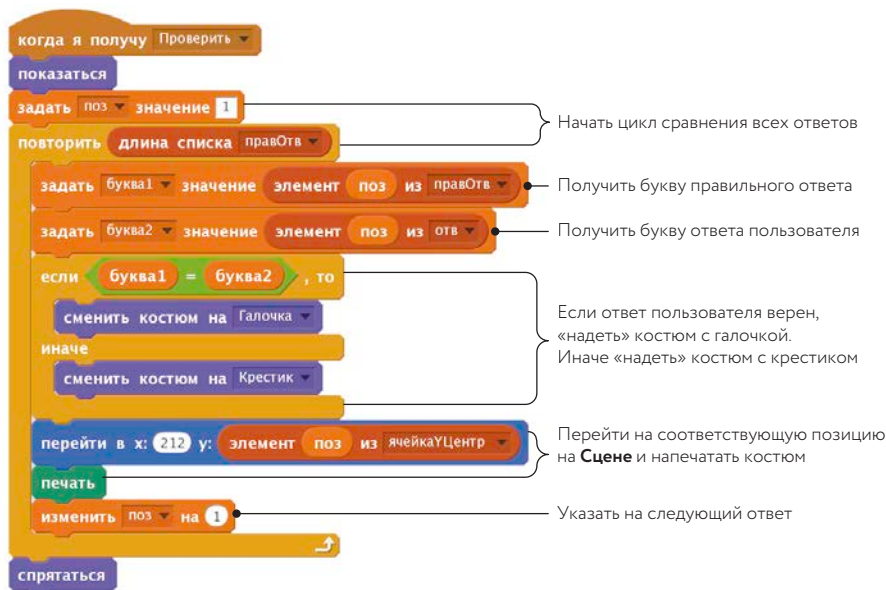 когда я получу Проверить
показаться
задать поз значение 1
повторить длина списка правОтв
Начать цикл сравнения всех ответов
задать буква1 значение элемент поз из правОтв
Получить букву правильного ответа
задать буква2 значение элемент поз из отв
Получить букву ответа пользователя
если буква1 = буква2 , то
сменить костюм на Галочка
иначе
сменить костюм на Крестик
Если ответ пользователя верен,
«надеть» костюм с галочкой.
Иначе «надеть» костюм с крестиком
перейти в x: 212 y: элемент поз из ячейкаYЦентр
печать
Перейти на соответствующую позицию
на Сцене и напечатать костюм
изменить поз на 1
Указать на следующий ответ
спрятаться